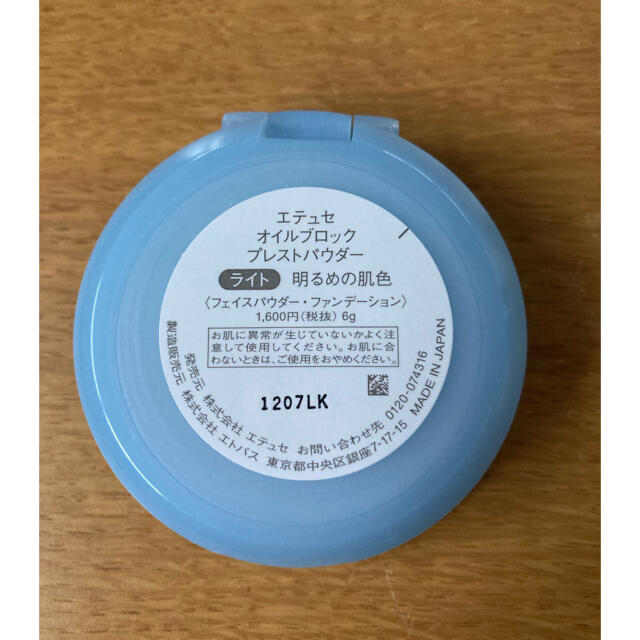 エテュセ
オイルブロック
プレストパウダー
ライト 明るめの肌色
〈フェイスパウダー・ファンデーション〉
1,600円(税抜) 6g
お肌に異常が生じていないかよく注
意して使用してください。お肌に合
わないときは、ご使用をおやめください。
1207LK
発売元 株式会社 エテュセ お問い合わせ先 0120-074316
製造販売元 株式会社 エトバス 東京都中央区銀座7-17-15 MADE IN JAPAN